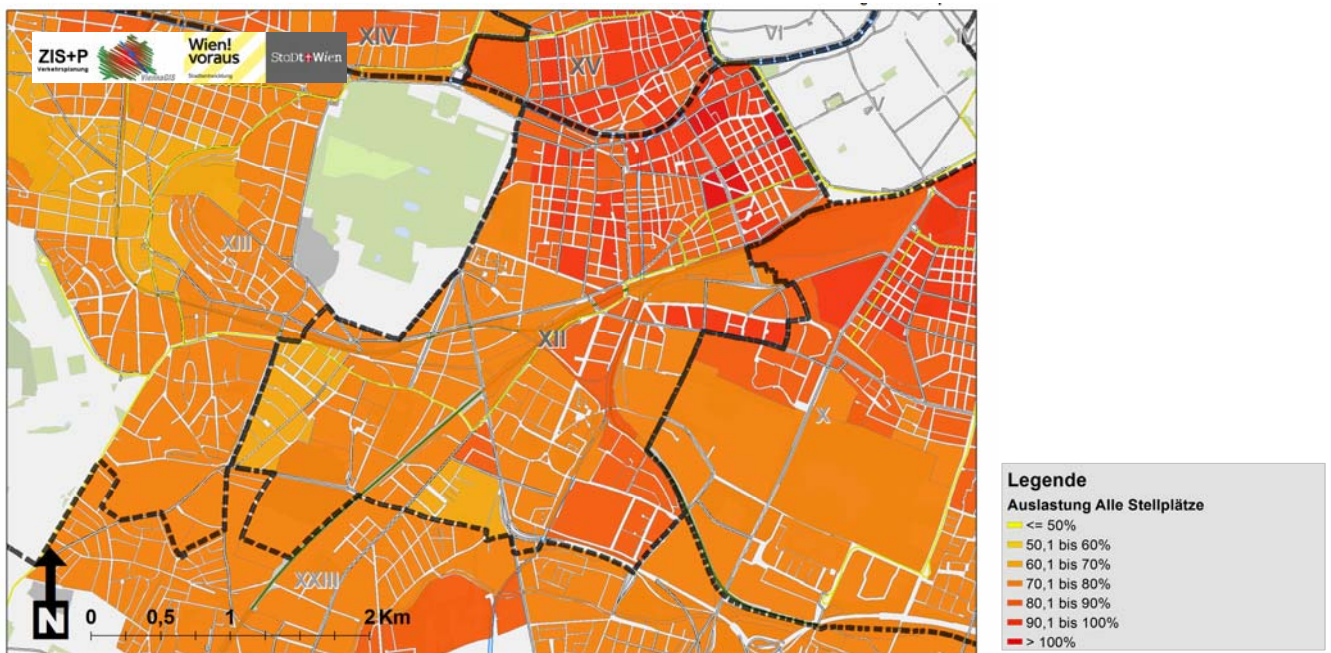 ZIS+P
Verkehrsplanung
ViennaGIS
Wien!
voraus
Stadtentwicklung
StaDt Wien
XIV
XV
VI
IV
V
XIII
XII
X
XXIII
N
0 0,5 1 2 Km
Legende
Auslastung Alle Stellplätze
<= 50%
50,1 bis 60%
60,1 bis 70%
70,1 bis 80%
80,1 bis 90%
90,1 bis 100%
> 100%